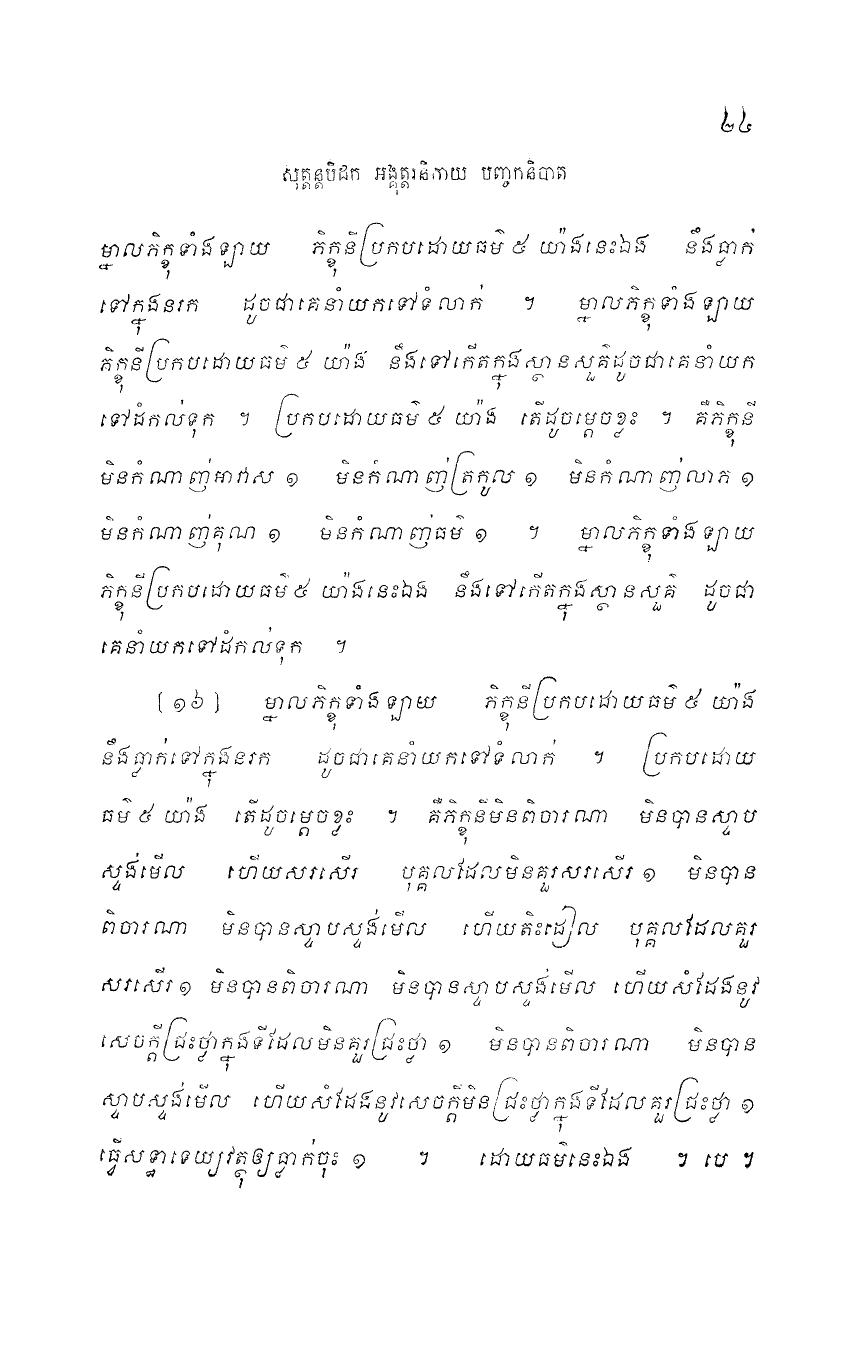 ២៤
សុត្តន្តបិដក អង្គុត្តរនិកាយ បញ្ចកនិបាត
ម្នាលភិក្ខុទាំងឡាយ ភិក្ខុនីប្រកបដោយធម៌ ៥ យ៉ាងនេះឯង នឹងធ្លាក់
ទៅក្នុងនរក ដូចជាគេនាំយកទៅទំលាក់ ។ ម្នាលភិក្ខុទាំងឡាយ
ភិក្ខុនីប្រកបដោយធម៌ ៥ យ៉ាង នឹងទៅកើតក្នុងស្ថានសួគ៌ដូចជាគេនាំយក
ទៅដំកល់ទុក ។ ប្រកបដោយធម៌ ៥ យ៉ាង តើដូចម្តេចខ្លះ ។ គឺភិក្ខុនី
មិនកំណាញ់អាវាស ១ មិនកំណាញ់ត្រកូល ១ មិនកំណាញ់លាភ ១
មិនកំណាញ់គុណ ១ មិនកំណាញ់ធម៌ ១ ។ ម្នាលភិក្ខុទាំងឡាយ
ភិក្ខុនីប្រកបដោយធម៌ ៥ យ៉ាងនេះឯង នឹងទៅកើតក្នុងស្ថានសួគ៌ ដូចជា
គេនាំយកទៅដំកល់ទុក ។
(១៦) ម្នាលភិក្ខុទាំងឡាយ ភិក្ខុនីប្រកបដោយធម៌ ៥ យ៉ាង
នឹងធ្លាក់ទៅក្នុងនរក ដូចជាគេនាំយកទៅទំលាក់ ។ ប្រកបដោយ
ធម៌ ៥ យ៉ាង តើដូចម្តេចខ្លះ ។ គឺភិក្ខុនីមិនពិចារណា មិនបានស្ទាប
ស្ទង់មើល ហើយសរសើរ បុគ្គលដែលមិនគួរសរសើរ ១ មិនបាន
ពិចារណា មិនបានស្ទាបស្ទង់មើល ហើយតិះដៀល បុគ្គលដែលគួរ
សរសើរ ១ មិនបានពិចារណា មិនបានស្ទាបស្ទង់មើល ហើយសំដែងនូវ
សេចក្តីជ្រះថ្លាក្នុងទីដែលមិនគួរជ្រះថ្លា ១ មិនបានពិចារណា មិនបាន
ស្ទាបស្ទង់មើល ហើយសំដែងនូវសេចក្តីមិនជ្រះថ្លាក្នុងទីដែលគួរជ្រះថ្លា ១
ធ្វើសទ្ធាទេយ្យវត្ថុឲ្យធ្លាក់ចុះ ១ ។ ដោយធម៌នេះឯង ។ បេ ។